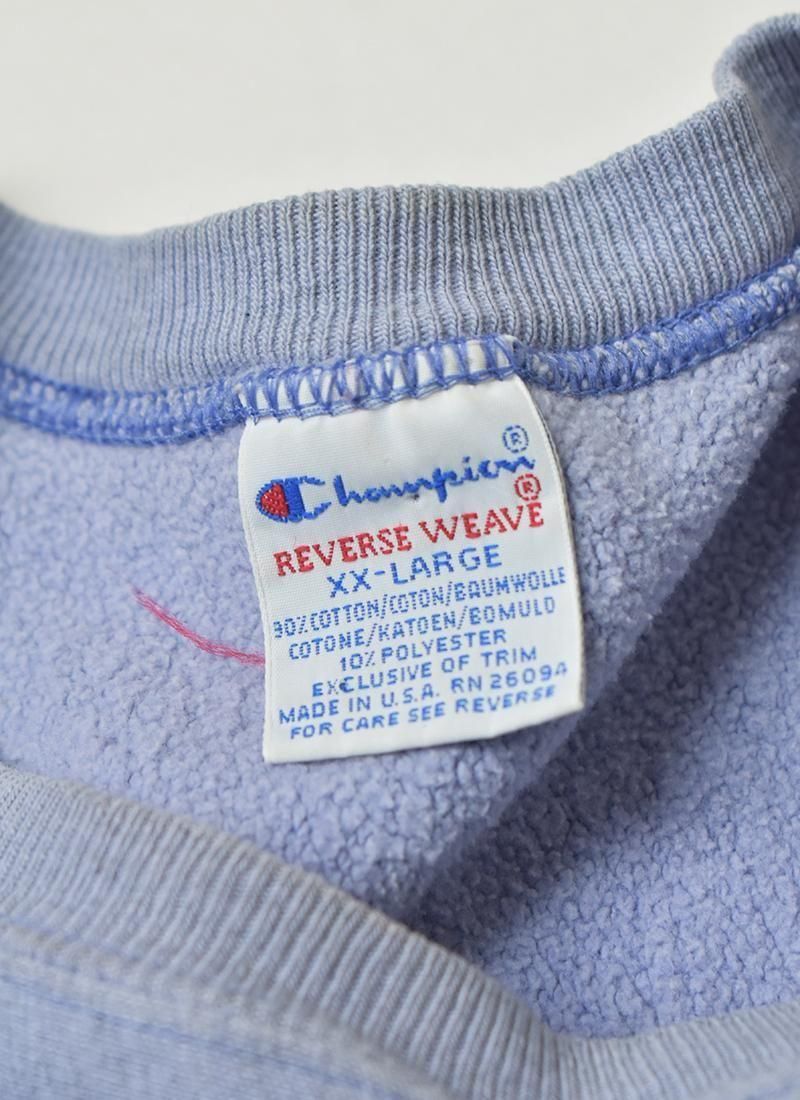 Champion®
REVERSE WEAVE®
XX-LARGE
90% COTTON/COTON/BAUMWOLLE
COTONE/KATOEN/BOMULD
10% POLYESTER
EXCLUSIVE OF TRIM
MADE IN U.S.A. RN 26094
FOR CARE SEE REVERSE